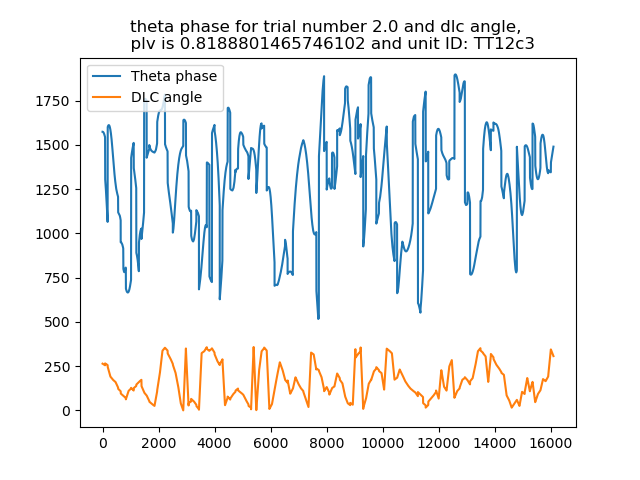 theta phase for trial number 2.0 and dlc angle,
plv is 0.8188801465746102 and unit ID: TT12c3
Theta phase
DLC angle
1750
1500
1250
1000
750
500
250
0
0 2000 4000 6000 8000 10000 12000 14000 16000